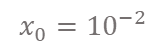 x₀ = 10⁻²